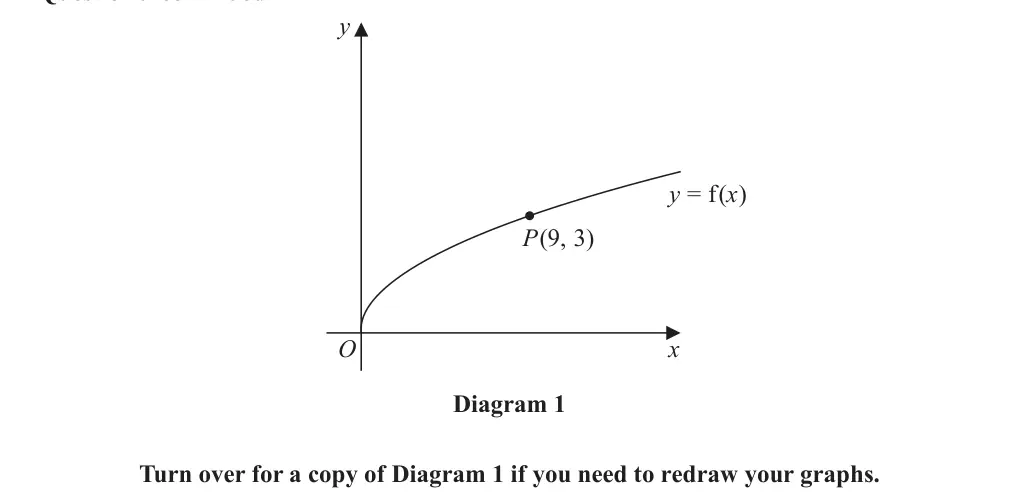 y
y = f(x)
P(9, 3)
O
x
Diagram 1
Turn over for a copy of Diagram 1 if you need to redraw your graphs.